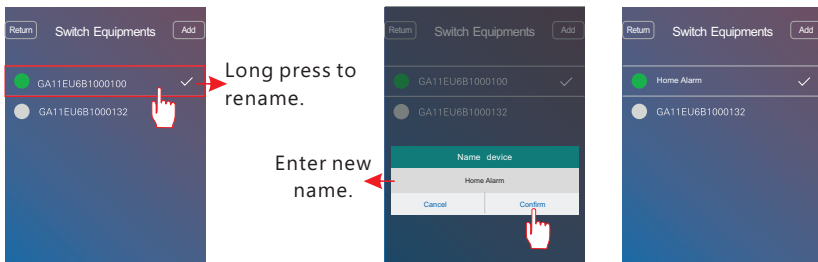 Return Switch Equipments Add
GA11EU6B1000100
GA11EU6B1000132
Long press to
rename.
Return Switch Equipments Add
GA11EU6B1000100
GA11EU6B1000132
Name device
Home Alarm
Cancel Confirm
Enter new
name.
Return Switch Equipments Add
Home Alarm
GA11EU6B1000132